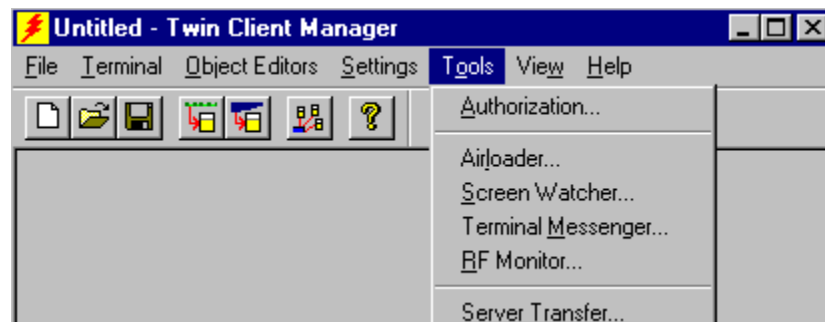 Untitled - Twin Client Manager
File Terminal Object Editors Settings Tools View Help
Authorization...
Airloader...
Screen Watcher...
Terminal Messenger...
RF Monitor...
Server Transfer...